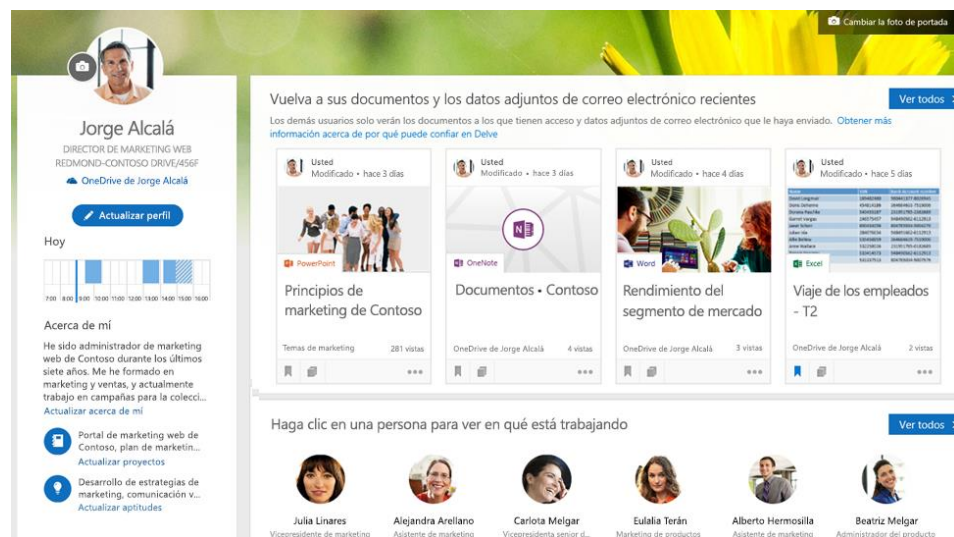 Cambiar la foto de portada
Jorge Alcalá
DIRECTOR DE MARKETING WEB
REDMOND-CONTOSO DRIVE/456F
OneDrive de Jorge Alcalá
Actualizar perfil
Hoy
7:00 8:00 9:00 10:00 11:00 12:00 13:00 14:00 15:00 16:00
Acerca de mí
He sido administrador de marketing
web de Contoso durante los últimos
siete años. Me he formado en
marketing y ventas, y actualmente
trabajo en campañas para la colecci...
Actualizar acerca de mí
Portal de marketing web de
Contoso, plan de marketin...
Actualizar proyectos
Desarrollo de estrategias de
marketing, comunicación v...
Actualizar aptitudes
Vuelva a sus documentos y los datos adjuntos de correo electrónico recientes
Ver todos
Los demás usuarios solo verán los documentos a los que tienen acceso y datos adjuntos de correo electrónico que le haya enviado. Obtener más
información acerca de por qué puede confiar en Delve
Usted
Modificado • hace 3 días
PowerPoint
Principios de
marketing de Contoso
Temas de marketing 281 vistas
Usted
Modificado • hace 3 días
OneNote
Documentos • Contoso
OneDrive de Jorge Alcalá 4 vistas
Usted
Modificado • hace 4 días
Word
Rendimiento del
segmento de mercado
OneDrive de Jorge Alcalá 3 vistas
Usted
Modificado • hace 5 días
Excel
Viaje de los empleados
- T2
OneDrive de Jorge Alcalá 2 vistas
Haga clic en una persona para ver en qué está trabajando
Ver todos
Julia Linares
Vicepresidente de marketing
Alejandra Arellano
Asistente de marketing
Carlota Melgar
Vicepresidenta senior d...
Eulalia Terán
Marketing de productos
Alberto Hermosilla
Asistente de marketing
Beatriz Melgar
Administrador del producto